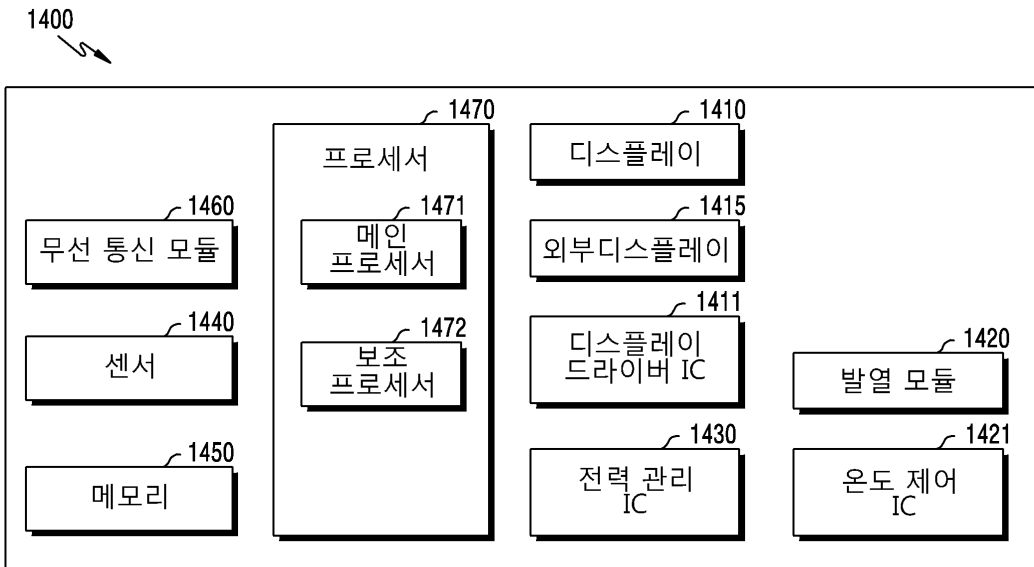 1400
1460
무선 통신 모듈
1440
센서
1450
메모리
1470
프로세서
1471
메인
프로세서
1472
보조
프로세서
1410
디스플레이
1415
외부디스플레이
1411
디스플레이
드라이버 IC
1430
전력 관리
IC
1420
발열 모듈
1421
온도 제어
IC